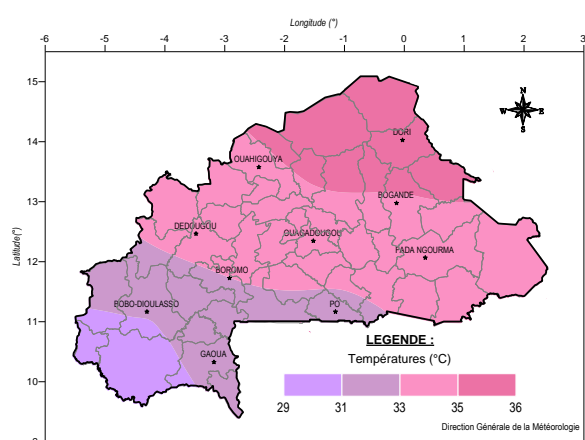 Longitude (°)
-6 -5 -4 -3 -2 -1 0 1 2 3
15
14
13
12
11
10
9
Latitude(°)
N
W E
S
DORI
OUAHIGOUYA
BOGANDE
DEDOUGOU
OUAGADOUGOU
FADA NGOURMA
BOROMO
BOBO-DIOULASSO
PO
GAOUA
LEGENDE :
Températures (°C)
29 31 33 35 36
Direction Générale de la Météorologie